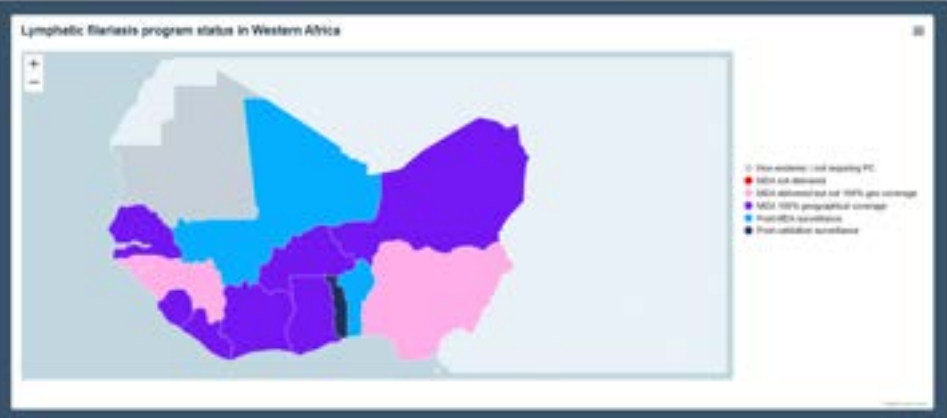 Lymphatic filariasis program status in Western Africa
+
−
Non-endemic / not requiring PC
MDA not delivered
MDA delivered but not 100% geo coverage
MDA 100% geographical coverage
Post-MDA surveillance
Post-validation surveillance